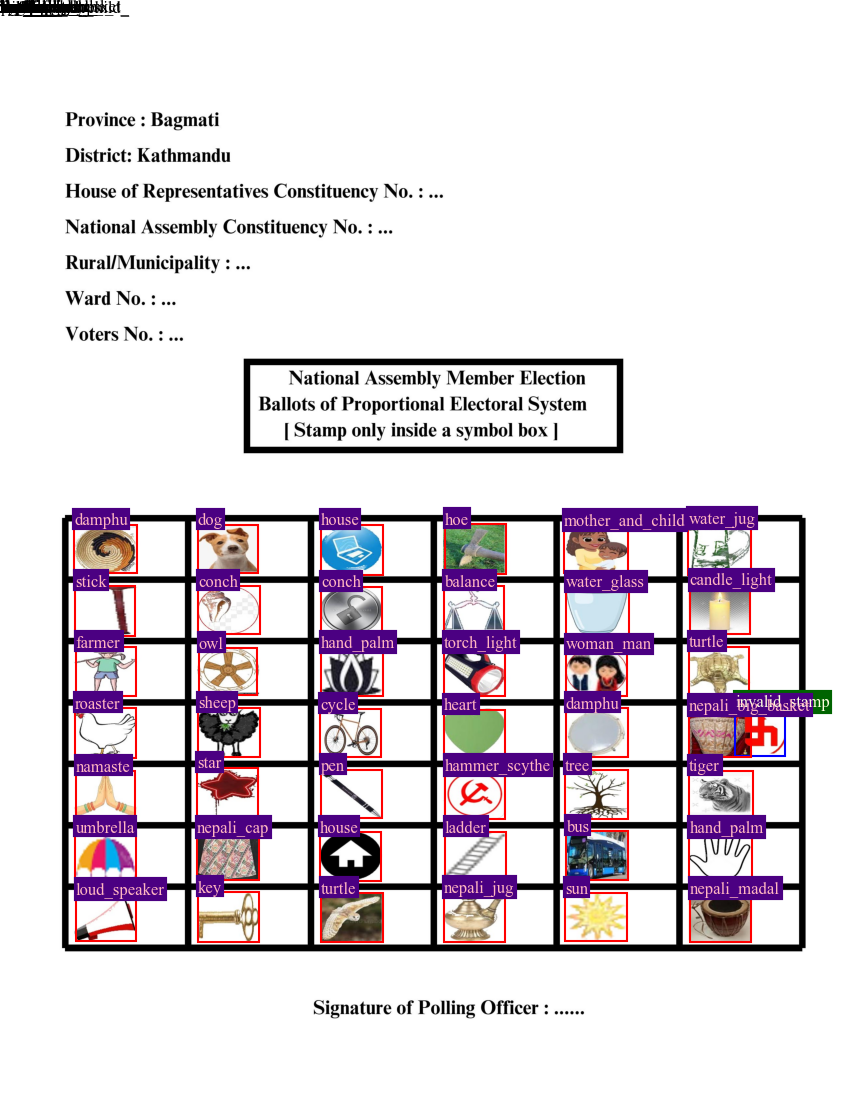 Province : Bagmati
District: Kathmandu
House of Representatives Constituency No. : ...
National Assembly Constituency No. : ...
Rural/Municipality : ...
Ward No. : ...
Voters No. : ...
National Assembly Member Election
Ballots of Proportional Electoral System
[ Stamp only inside a symbol box ]
damphu dog house hoe mother_and_child water_jug
stick conch conch balance water_glass candle_light
farmer owl hand_palm torch_light woman_man turtle
roaster sheep cycle heart damphu nepali_big_basket invalid_stamp
namaste star pen hammer_scythe tree tiger
umbrella nepali_cap house ladder bus hand_palm
loud_speaker key turtle nepali_jug sun nepali_madal
Signature of Polling Officer : ......